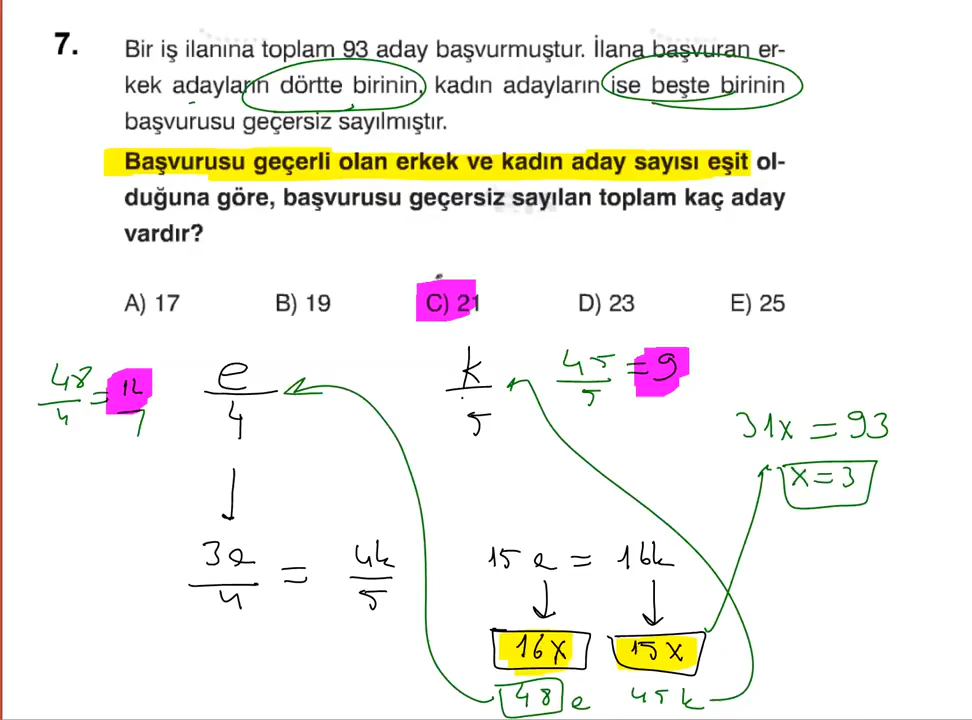 7. Bir iş ilanına toplam 93 aday başvurmuştur. İlana başvuran er-
kek adayların dörtte birinin, kadın adayların ise beşte birinin
başvurusu geçersiz sayılmıştır.
Başvurusu geçerli olan erkek ve kadın aday sayısı eşit ol-
duğuna göre, başvurusu geçersiz sayılan toplam kaç aday
vardır?
A) 17 B) 19 C) 21 D) 23 E) 25
48/4 = 12
e/4
k/5
45/5 = 9
31x = 93
x = 3
3e/4 = 4k/5
15e = 16k
16x 15x
48e 45k